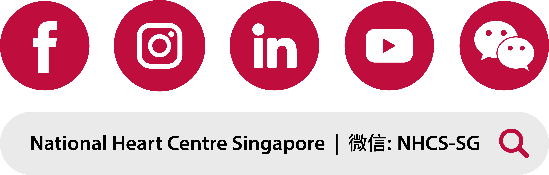 National Heart Centre Singapore | 微信: NHCS-SG